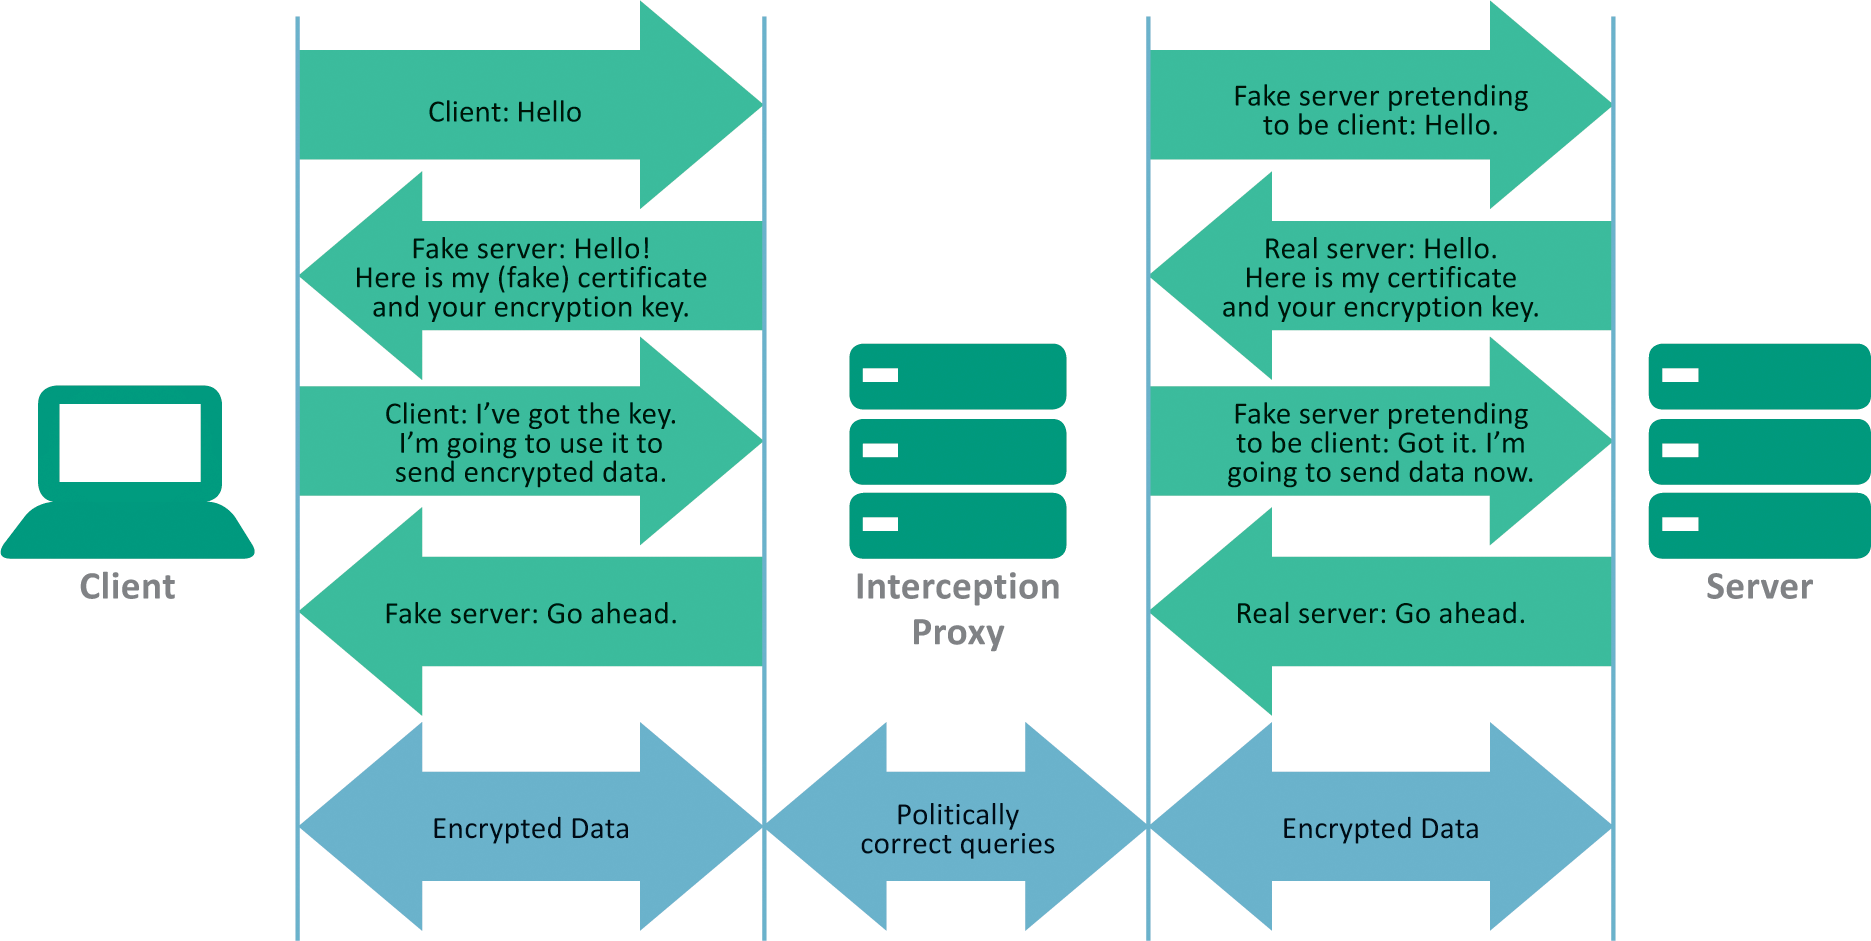 Client: Hello
Fake server: Hello!
Here is my (fake) certificate
and your encryption key.
Client: I’ve got the key.
I’m going to use it to
send encrypted data.
Fake server: Go ahead.
Encrypted Data
Fake server pretending
to be client: Hello.
Real server: Hello.
Here is my certificate
and your encryption key.
Fake server pretending
to be client: Got it. I’m
going to send data now.
Real server: Go ahead.
Encrypted Data
Politically
correct queries
Client
Interception
Proxy
Server